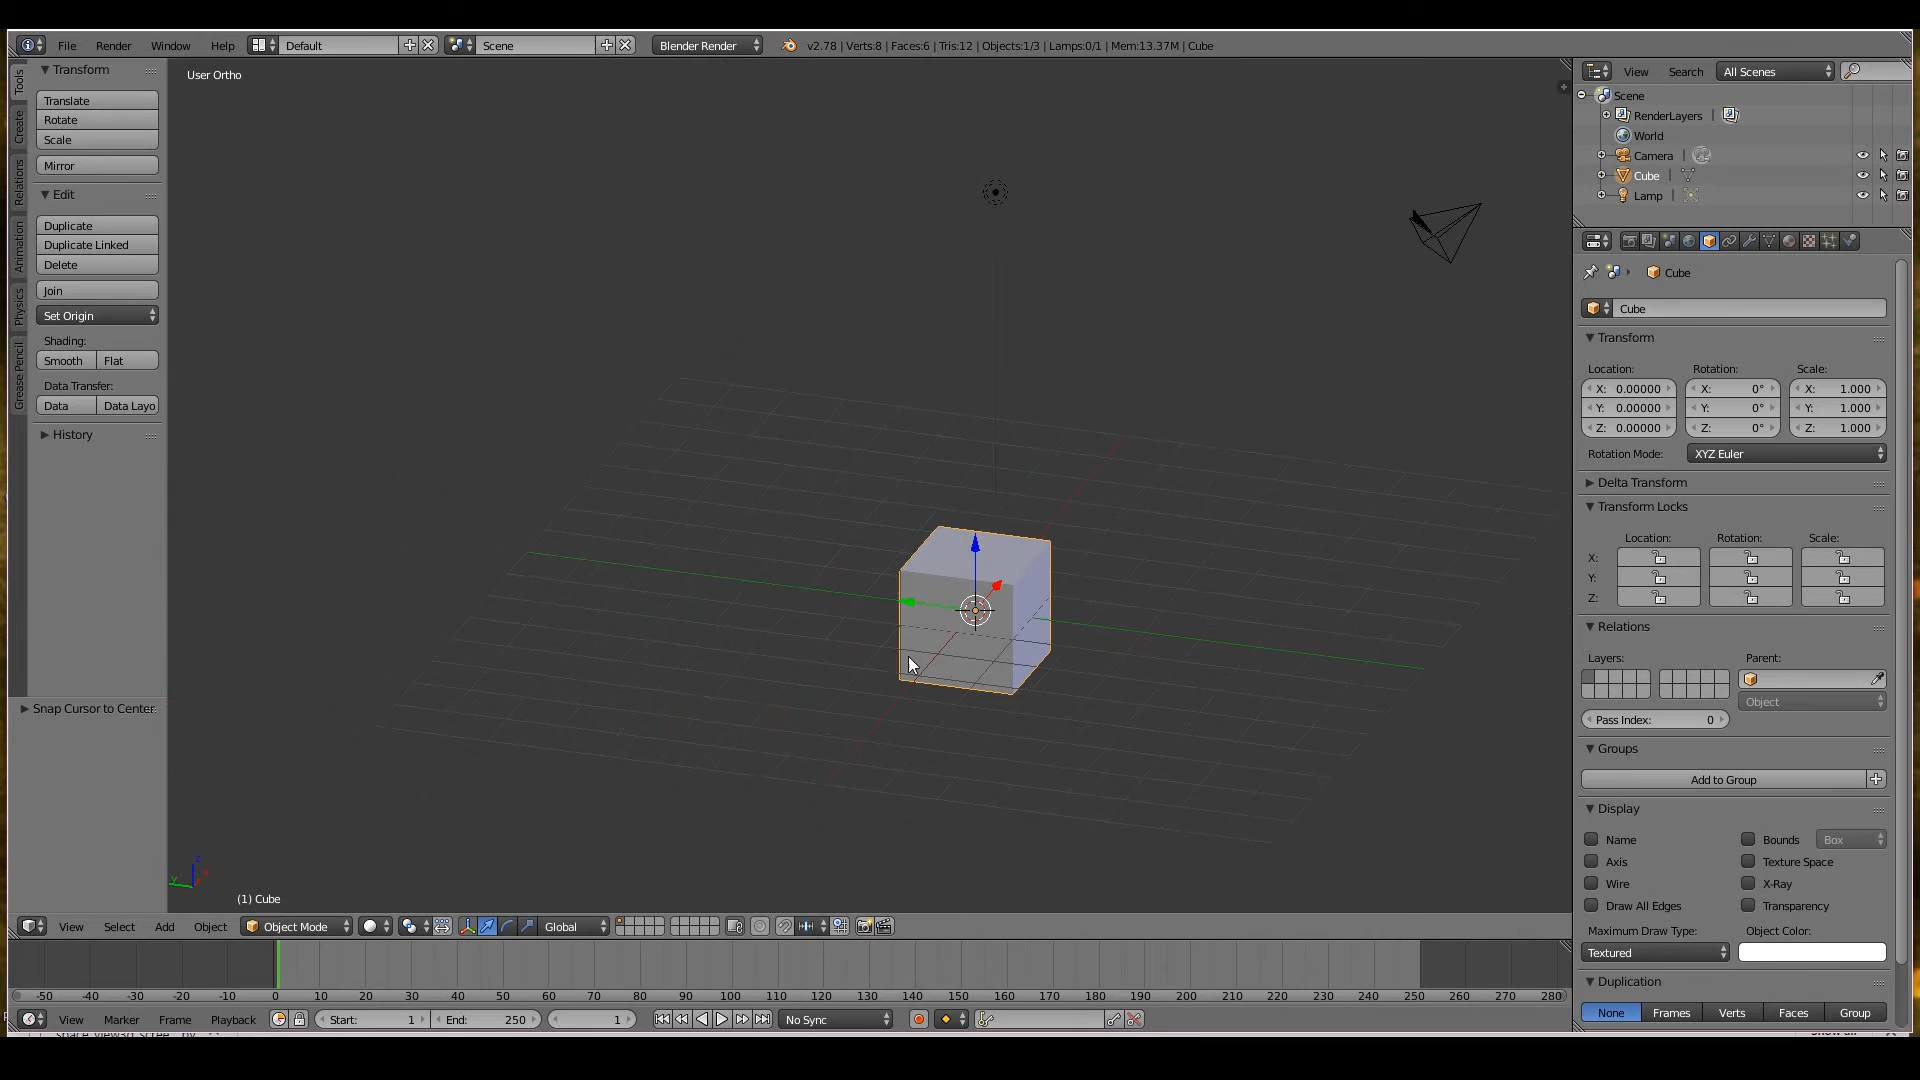 File Render Window Help Default Scene Blender Render v2.78 | Verts:8 | Faces:6 | Tris:12 | Objects:1/3 | Lamps:0/1 | Mem:13.37M | Cube
Tools
Create
Relations
Animation
Physics
Grease Pencil
Transform
Translate
Rotate
Scale
Mirror
Edit
Duplicate
Duplicate Linked
Delete
Join
Set Origin
Shading:
Smooth Flat
Data Transfer:
Data Data Layo
History
Snap Cursor to Center
User Ortho
z
y
x
(1) Cube
View Select Add Object Object Mode Global
-50 -40 -30 -20 -10 0 10 20 30 40 50 60 70 80 90 100 110 120 130 140 150 160 170 180 190 200 210 220 230 240 250 260 270 280
View Marker Frame Playback Start: 1 End: 250 1 No Sync
View Search All Scenes
Scene
RenderLayers
World
Camera
Cube
Lamp
Cube
Cube
Transform
Location: Rotation: Scale:
X: 0.00000 X: 0° X: 1.000
Y: 0.00000 Y: 0° Y: 1.000
Z: 0.00000 Z: 0° Z: 1.000
Rotation Mode: XYZ Euler
Delta Transform
Transform Locks
Location: Rotation: Scale:
X:
Y:
Z:
Relations
Layers: Parent:
Object
Pass Index: 0
Groups
Add to Group
Display
Name Bounds Box
Axis Texture Space
Wire X-Ray
Draw All Edges Transparency
Maximum Draw Type: Object Color:
Textured
Duplication
None Frames Verts Faces Group